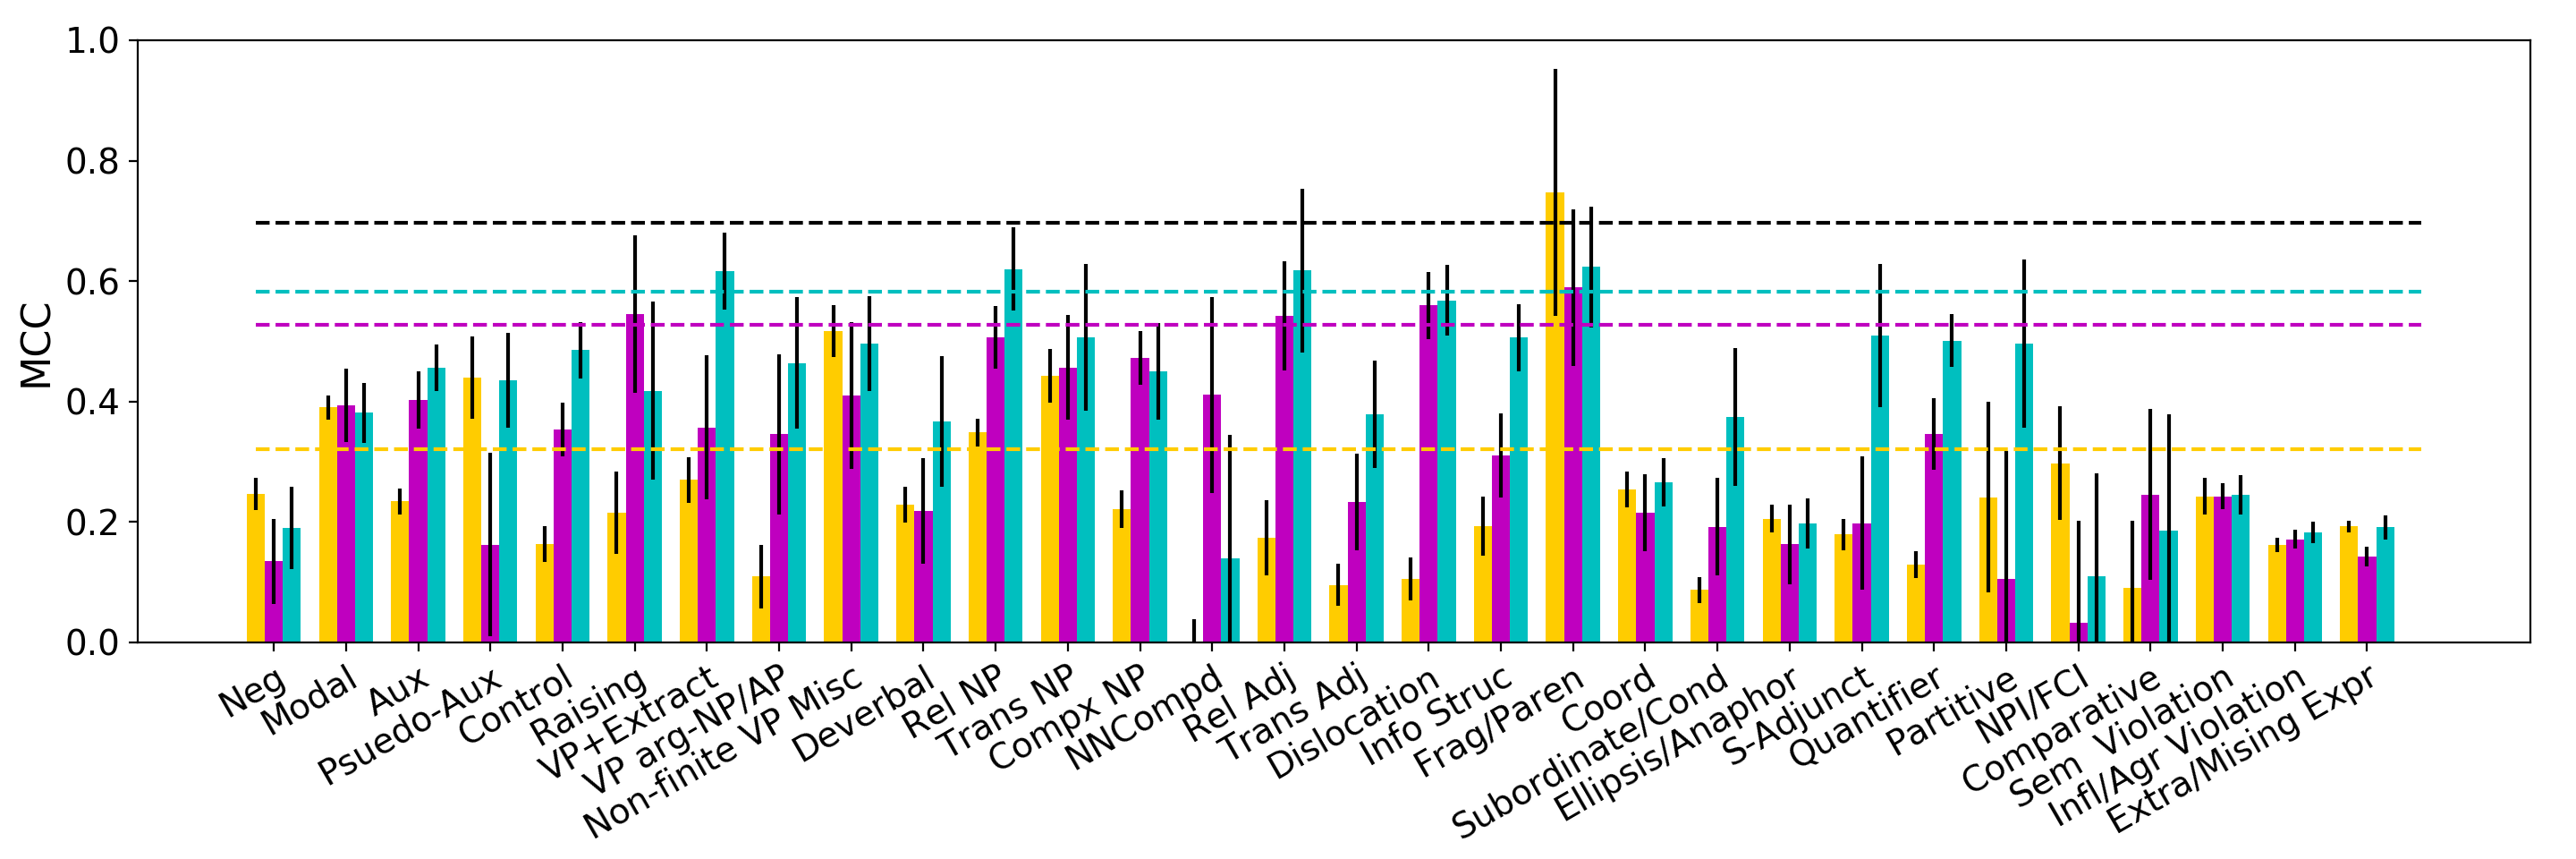 MCC
1.0
0.8
0.6
0.4
0.2
0.0
Neg
Modal
Aux
Psuedo-Aux
Control
Raising
VP+Extract
VP arg-NP/AP
Non-finite VP Misc
Deverbal
Rel NP
Trans NP
Compx NP
NNCompd
Rel Adj
Trans Adj
Dislocation
Info Struc
Frag/Paren
Coord
Subordinate/Cond
Ellipsis/Anaphor
S-Adjunct
Quantifier
Partitive
NPI/FCI
Comparative
Sem Violation
Infl/Agr Violation
Extra/Mising Expr